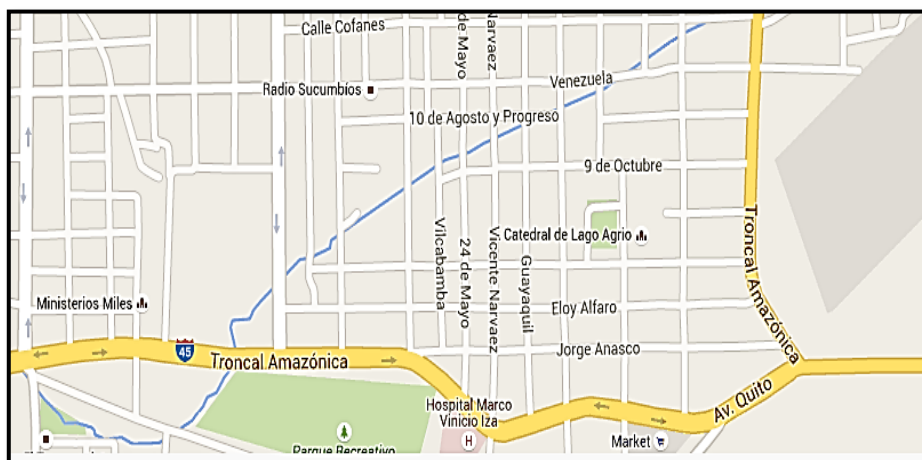 Calle Cofanes
de Mayo
Narvaez
Venezuela
Radio Sucumbios
10 de Agosto y Progreso
9 de Octubre
Catedral de Lago Agrio
Vilcabamba
24 de Mayo
Vicente Narvaez
Guayaquil
Troncal Amazónica
Ministerios Miles
Eloy Alfaro
Jorge Anasco
45
Troncal Amazónica
Av. Quito
Hospital Marco
Vinicio Iza
H
Market
Parque Recreativo